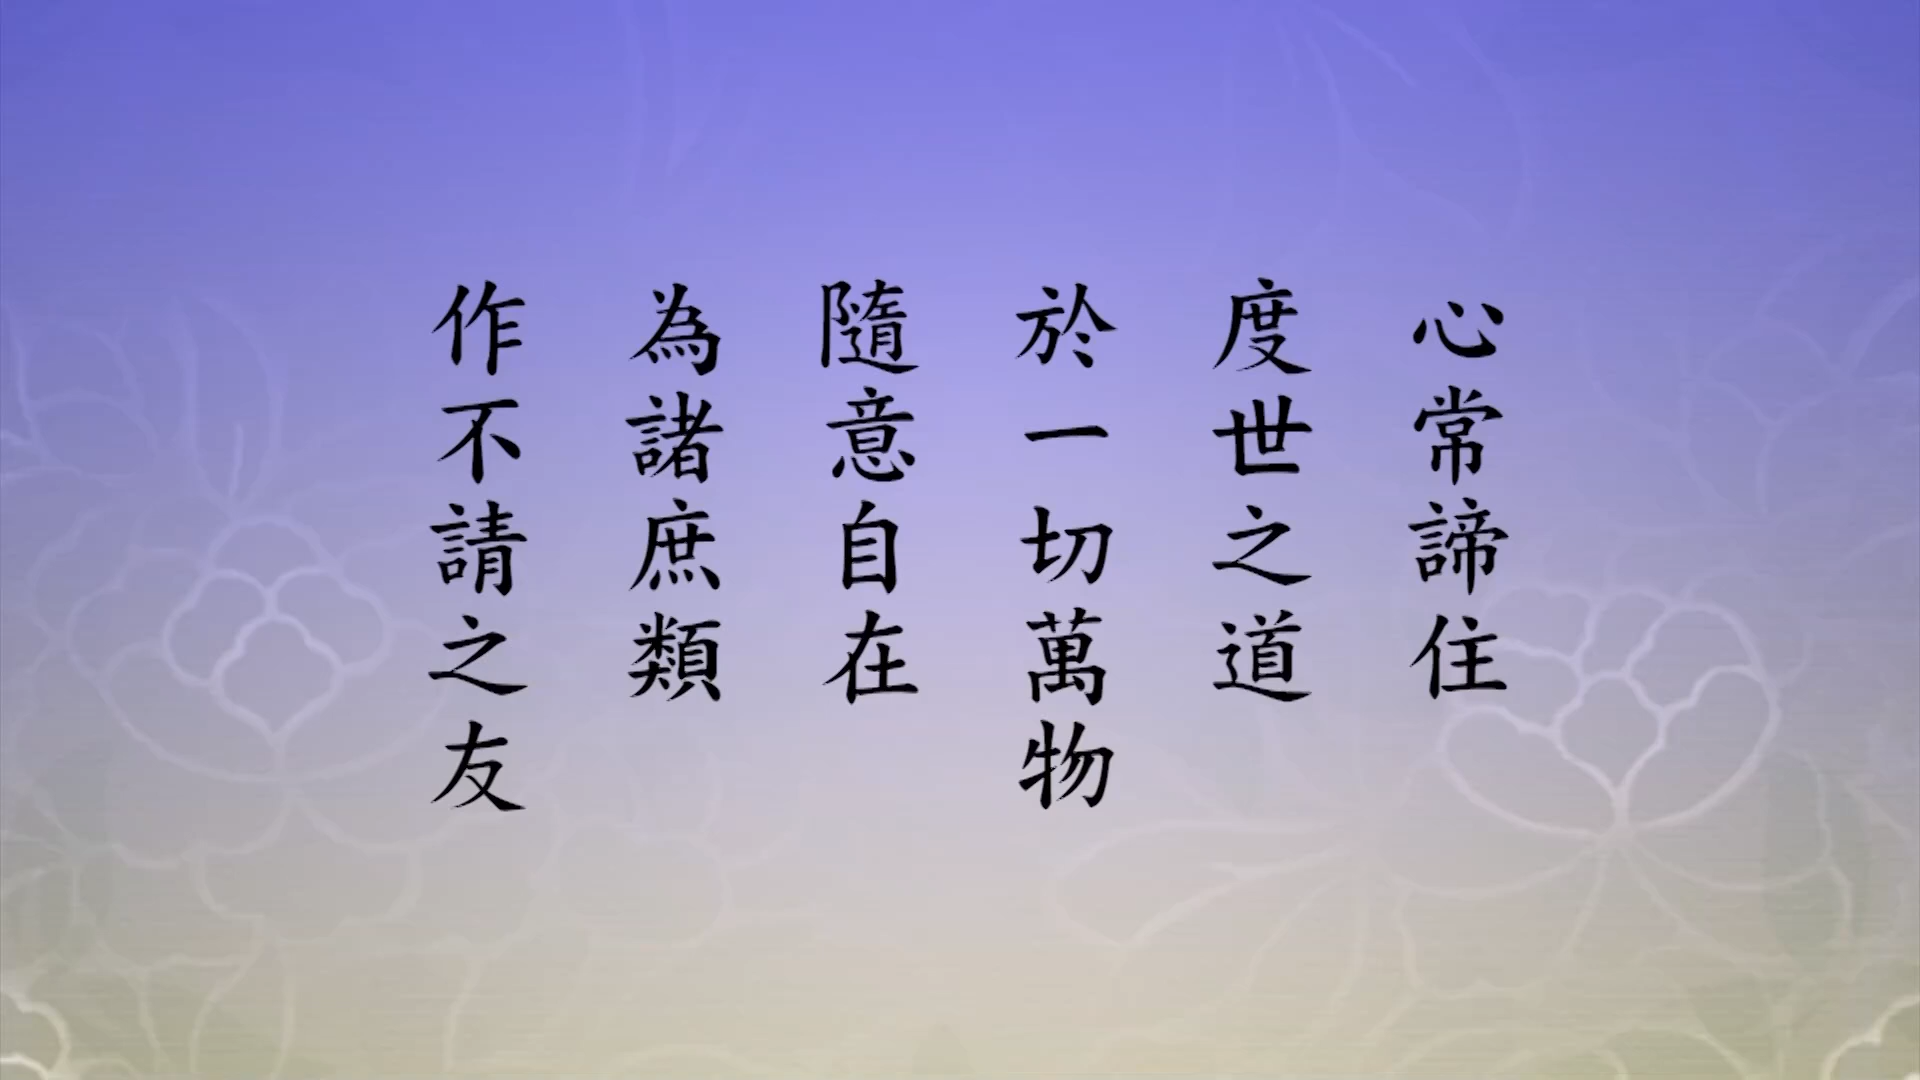 心常諦住
度世之道
於一切萬物
隨意自在
為諸庶類
作不請之友